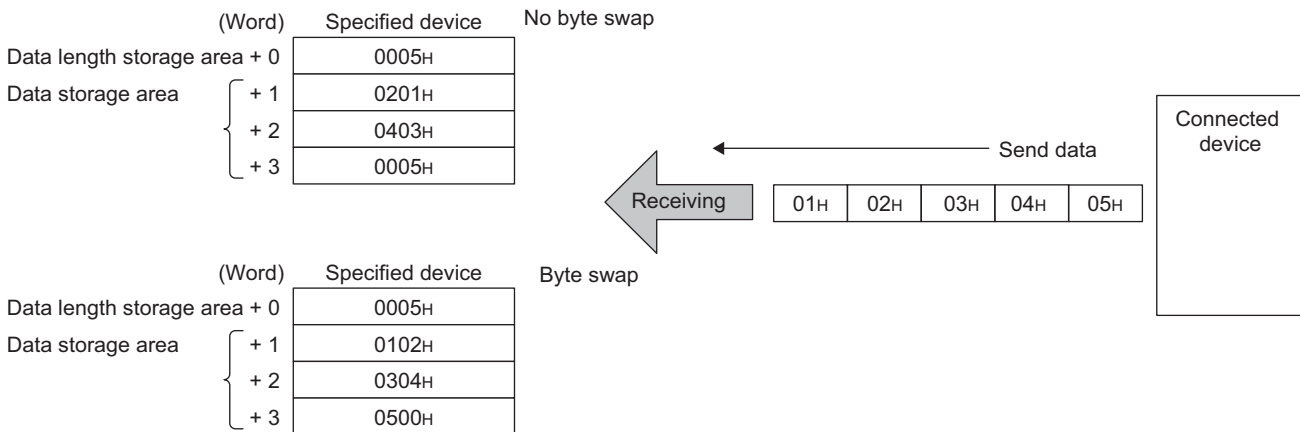 (Word) Specified device No byte swap
Data length storage area + 0 0005H
Data storage area + 1 0201H
+ 2 0403H
+ 3 0005H
Connected
device
Send data
Receiving 01H 02H 03H 04H 05H
(Word) Specified device Byte swap
Data length storage area + 0 0005H
Data storage area + 1 0102H
+ 2 0304H
+ 3 0500H